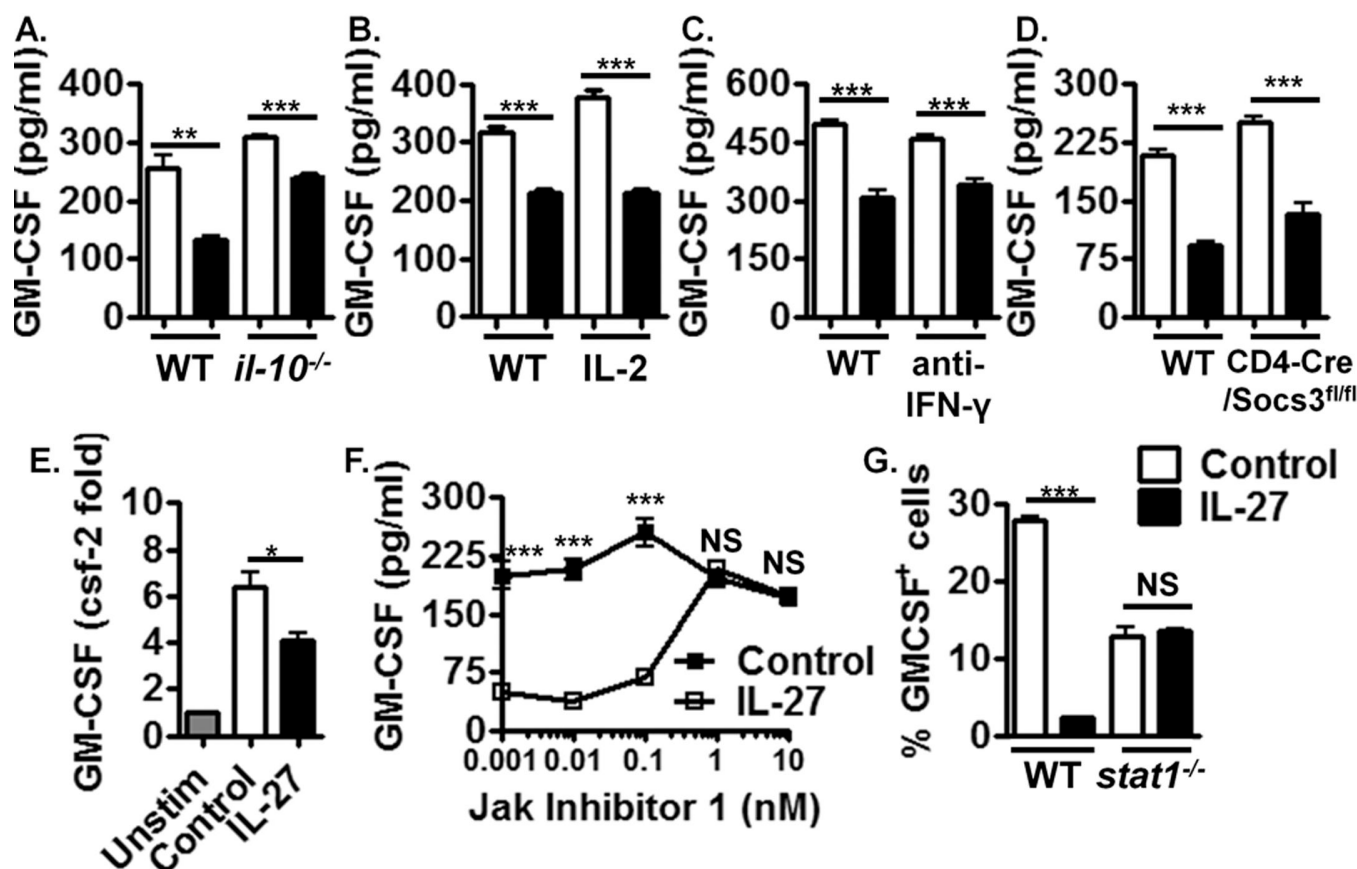 A.
GM-CSF (pg/ml)
400
300
200
100
0
**
***
WT
il-10-/-
B.
GM-CSF (pg/ml)
400
300
200
100
0
***
***
WT
IL-2
C.
GM-CSF (pg/ml)
600
450
300
150
0
***
***
WT
anti-
IFN-γ
D.
GM-CSF (pg/ml)
300
225
150
75
0
***
***
WT
CD4-Cre
/Socs3fl/fl
E.
GM-CSF (csf-2 fold)
10
8
6
4
2
0
*
Unstim
Control
IL-27
F.
GM-CSF (pg/ml)
300
225
150
75
0
***
***
***
NS
NS
Control
IL-27
0.001
0.01
0.1
1
10
Jak Inhibitor 1 (nM)
G.
Control
IL-27
% GMCSF+ cells
30
20
10
0
***
NS
WT
stat1-/-